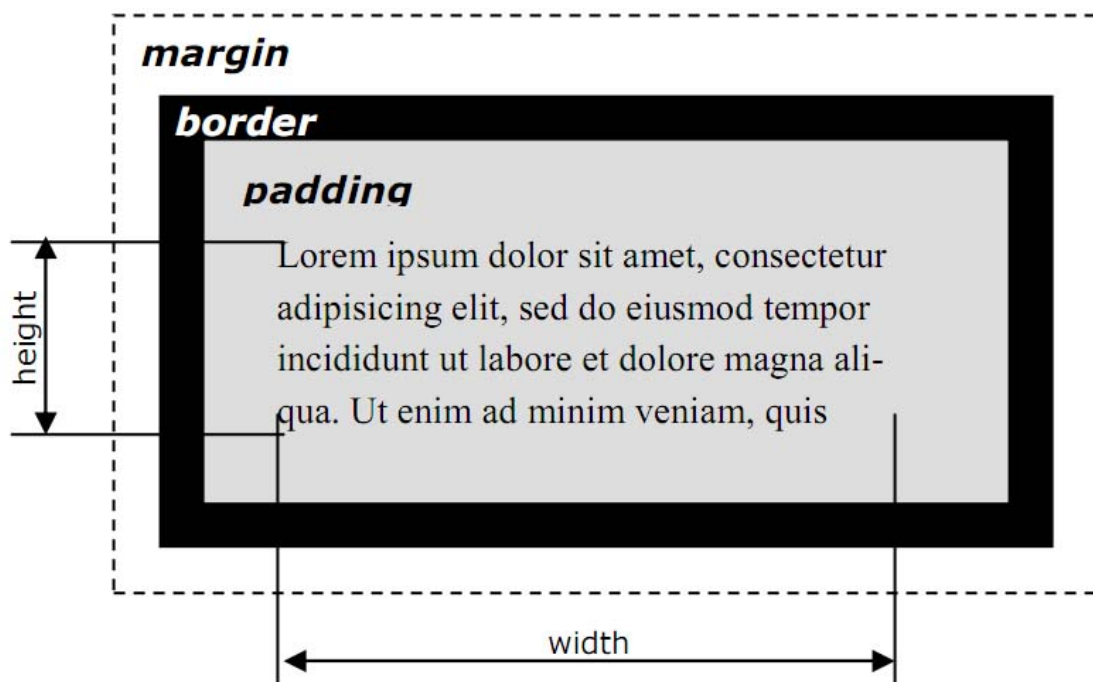 margin
border
padding
Lorem ipsum dolor sit amet, consectetur
adipisicing elit, sed do eiusmod tempor
incididunt ut labore et dolore magna ali-
qua. Ut enim ad minim veniam, quis
height
width